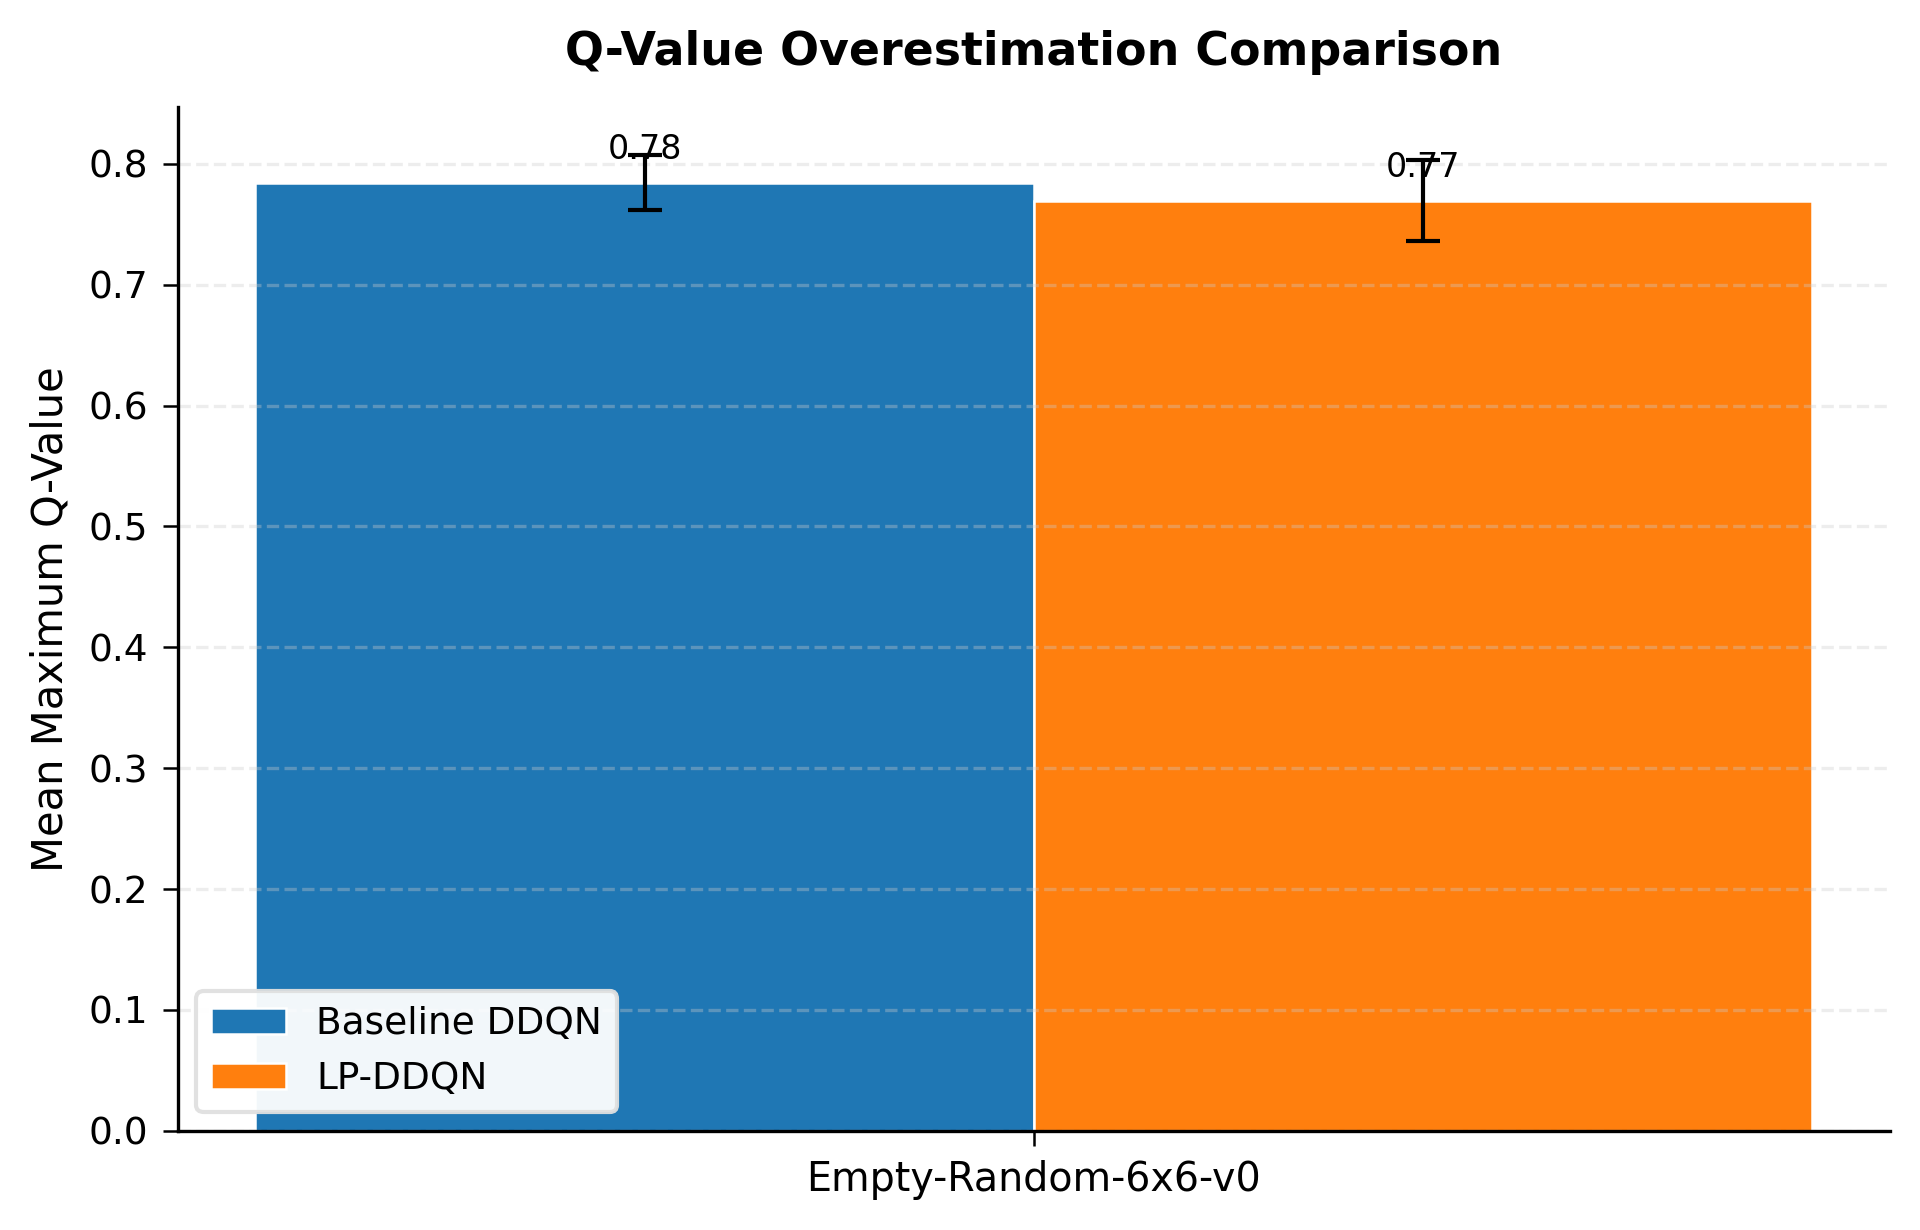 Q-Value Overestimation Comparison
Mean Maximum Q-Value
0.8
0.7
0.6
0.5
0.4
0.3
0.2
0.1
0.0
0.78
0.77
Baseline DDQN
LP-DDQN
Empty-Random-6x6-v0